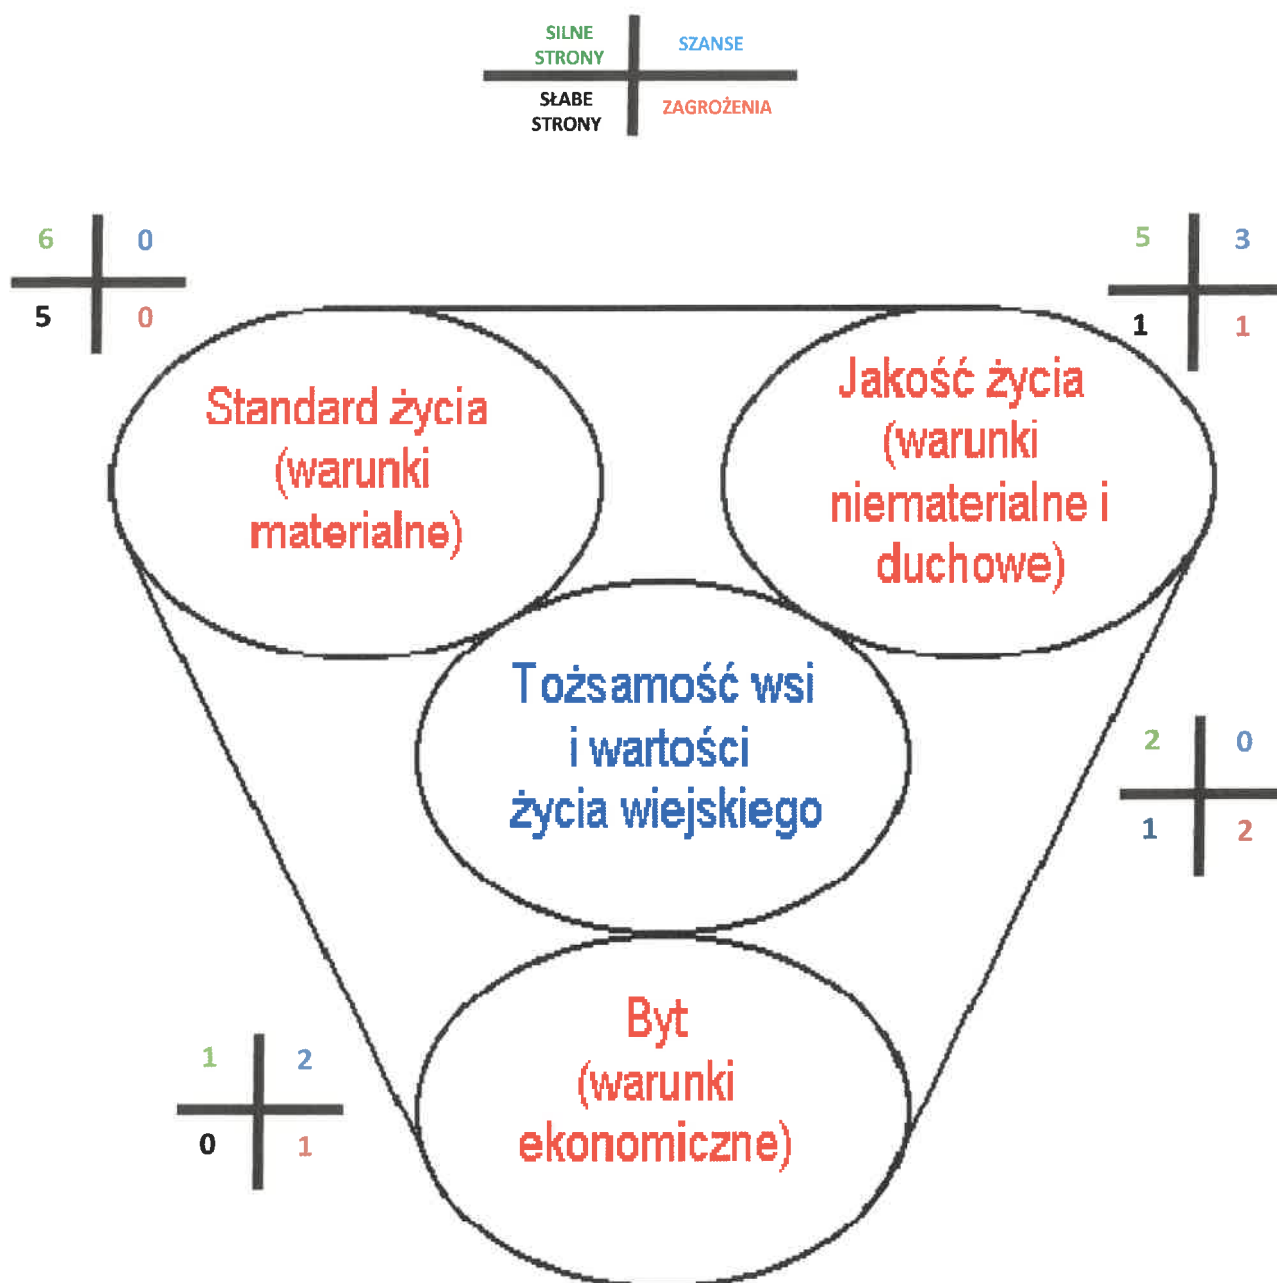 SILNE
STRONY
SZANSE
SŁABE
STRONY
ZAGROŻENIA
6 0
5 0
5 3
1 1
Standard życia
(warunki
materialne)
Jakość życia
(warunki
niematerialne i
duchowe)
Tożsamość wsi
i wartości
życia wiejskiego
2 0
1 2
Byt
(warunki
ekonomiczne)
1 2
0 1